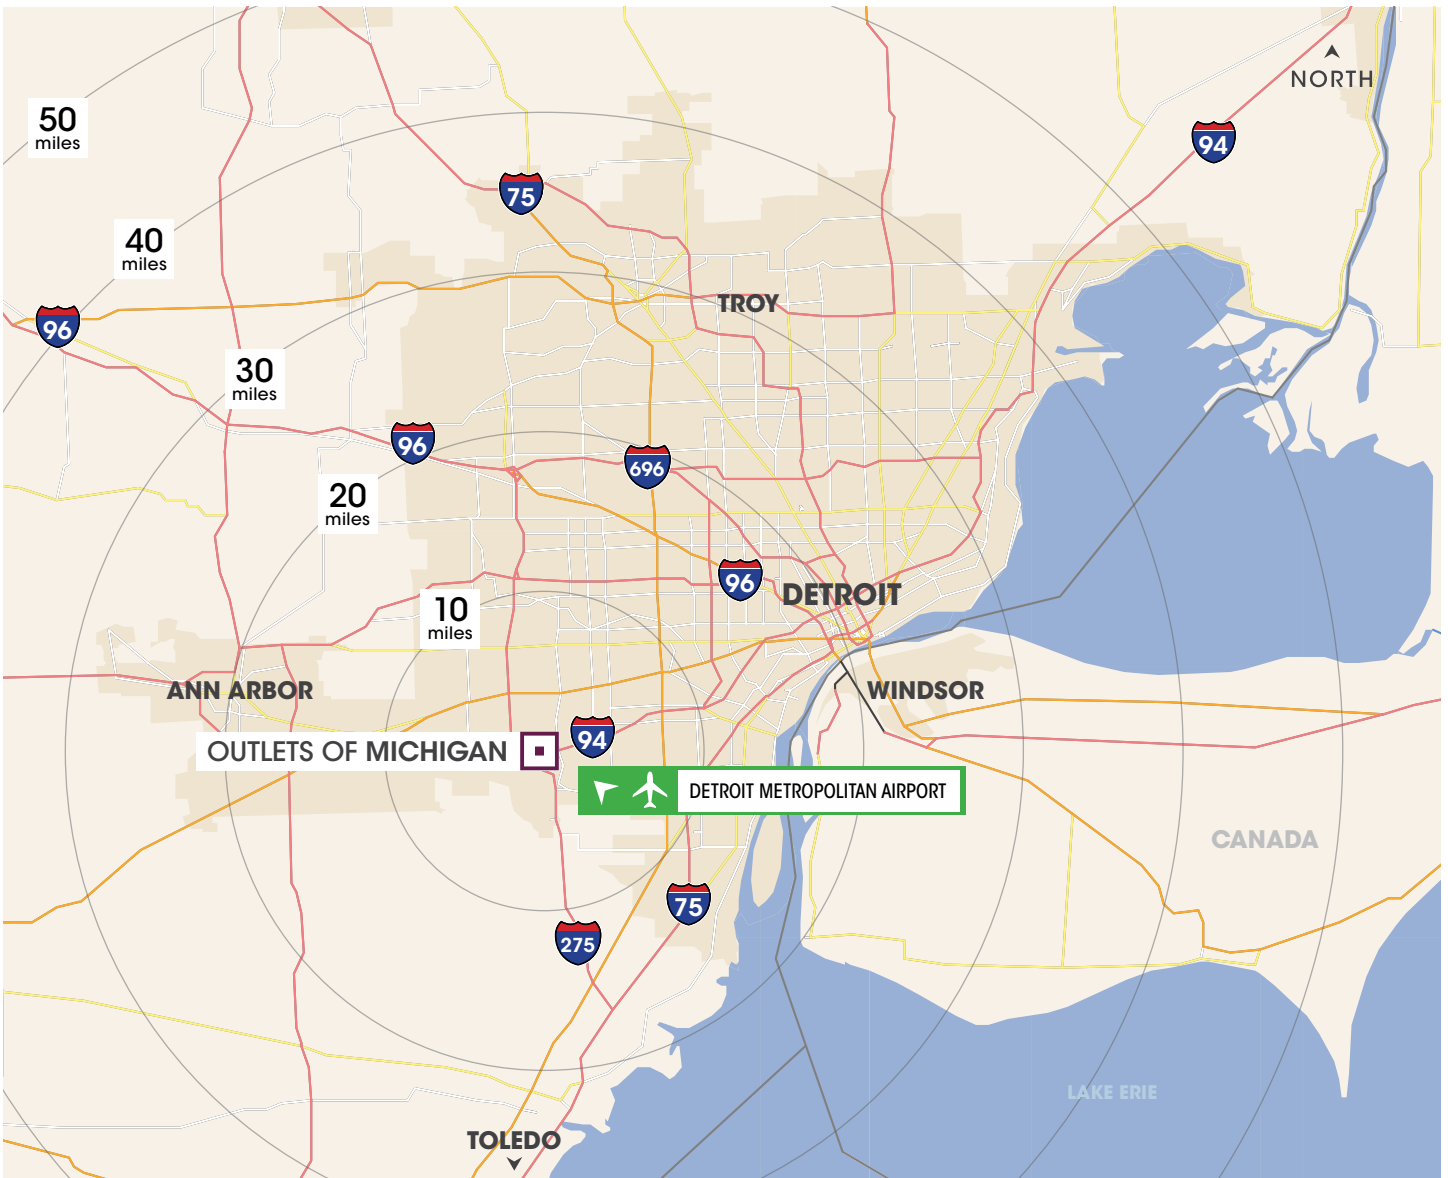 NORTH
50
miles
94
75
40
miles
TROY
96
30
miles
96
696
20
miles
96
DETROIT
10
miles
ANN ARBOR
WINDSOR
94
OUTLETS OF MICHIGAN
DETROIT METROPOLITAN AIRPORT
CANADA
75
275
LAKE ERIE
TOLEDO